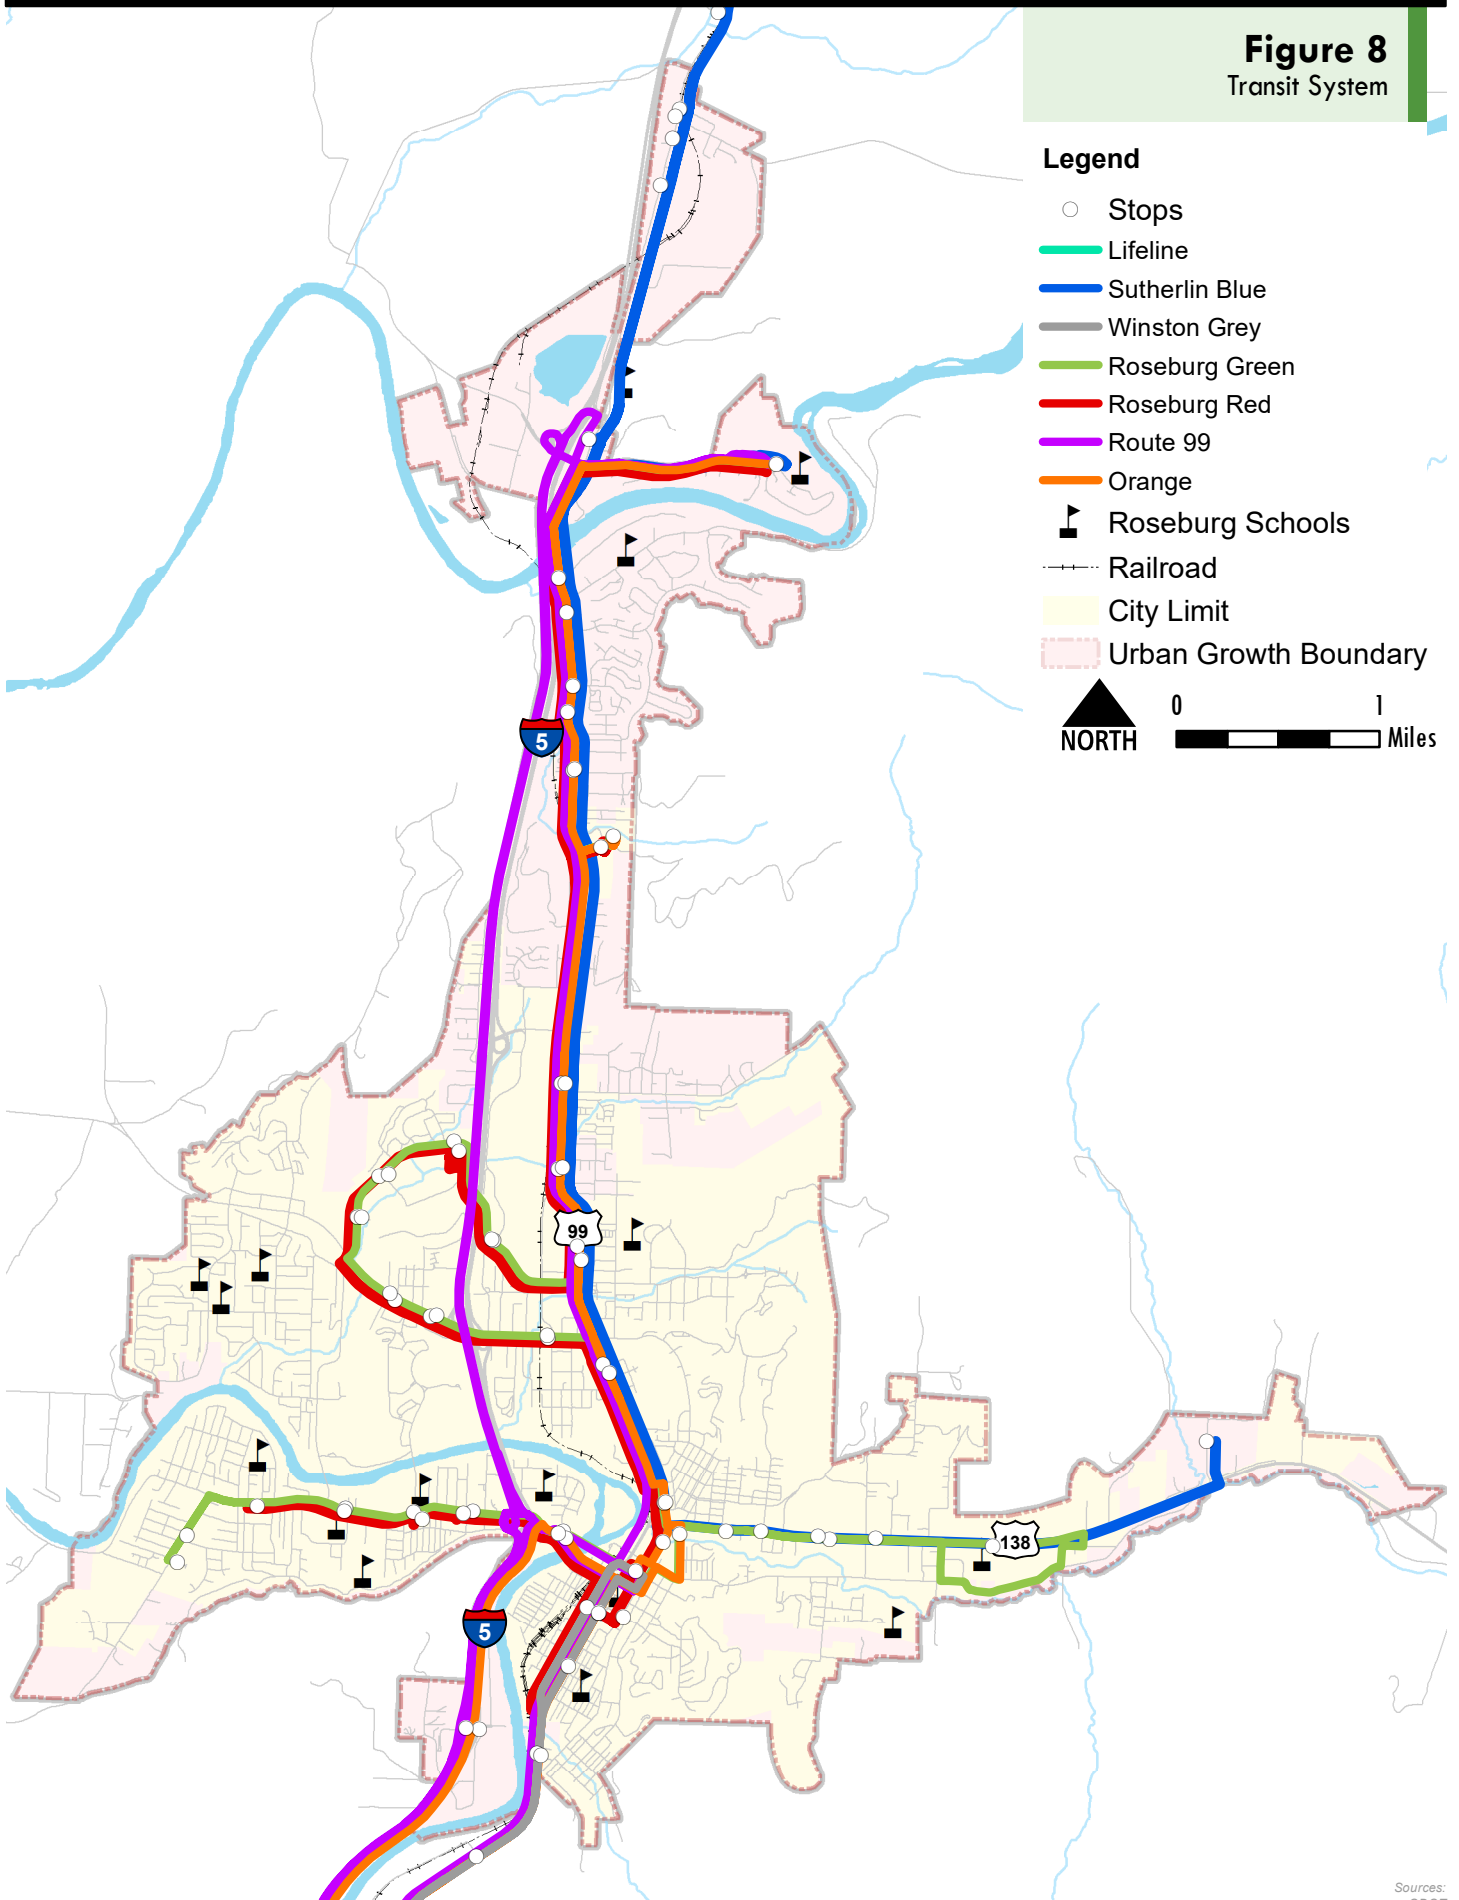 Figure 8
Transit System
Legend
Stops
Lifeline
Sutherlin Blue
Winston Grey
Roseburg Green
Roseburg Red
Route 99
Orange
Roseburg Schools
Railroad
City Limit
Urban Growth Boundary
NORTH
0 1
Miles
5
99
138
5
Sources: